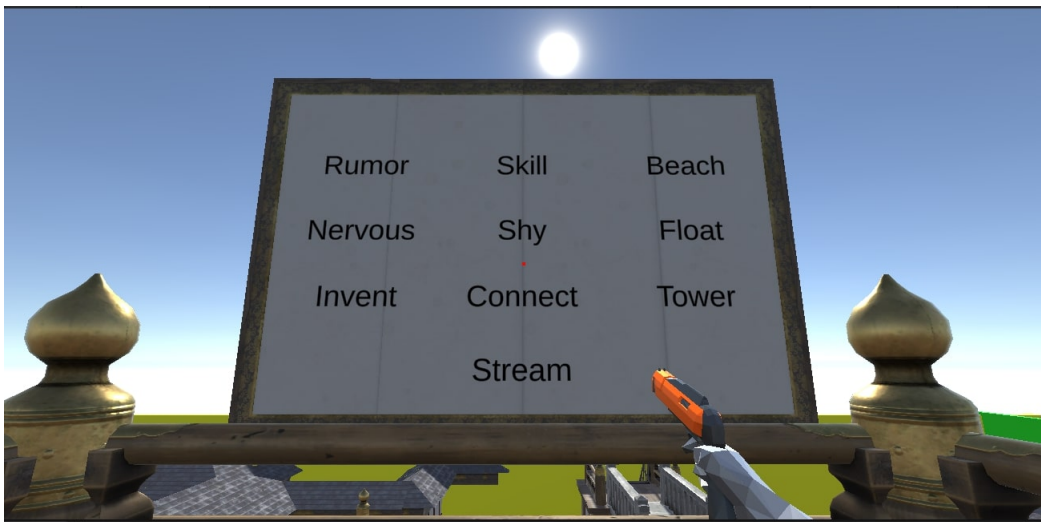 Rumor Skill Beach
Nervous Shy Float
Invent Connect Tower
Stream